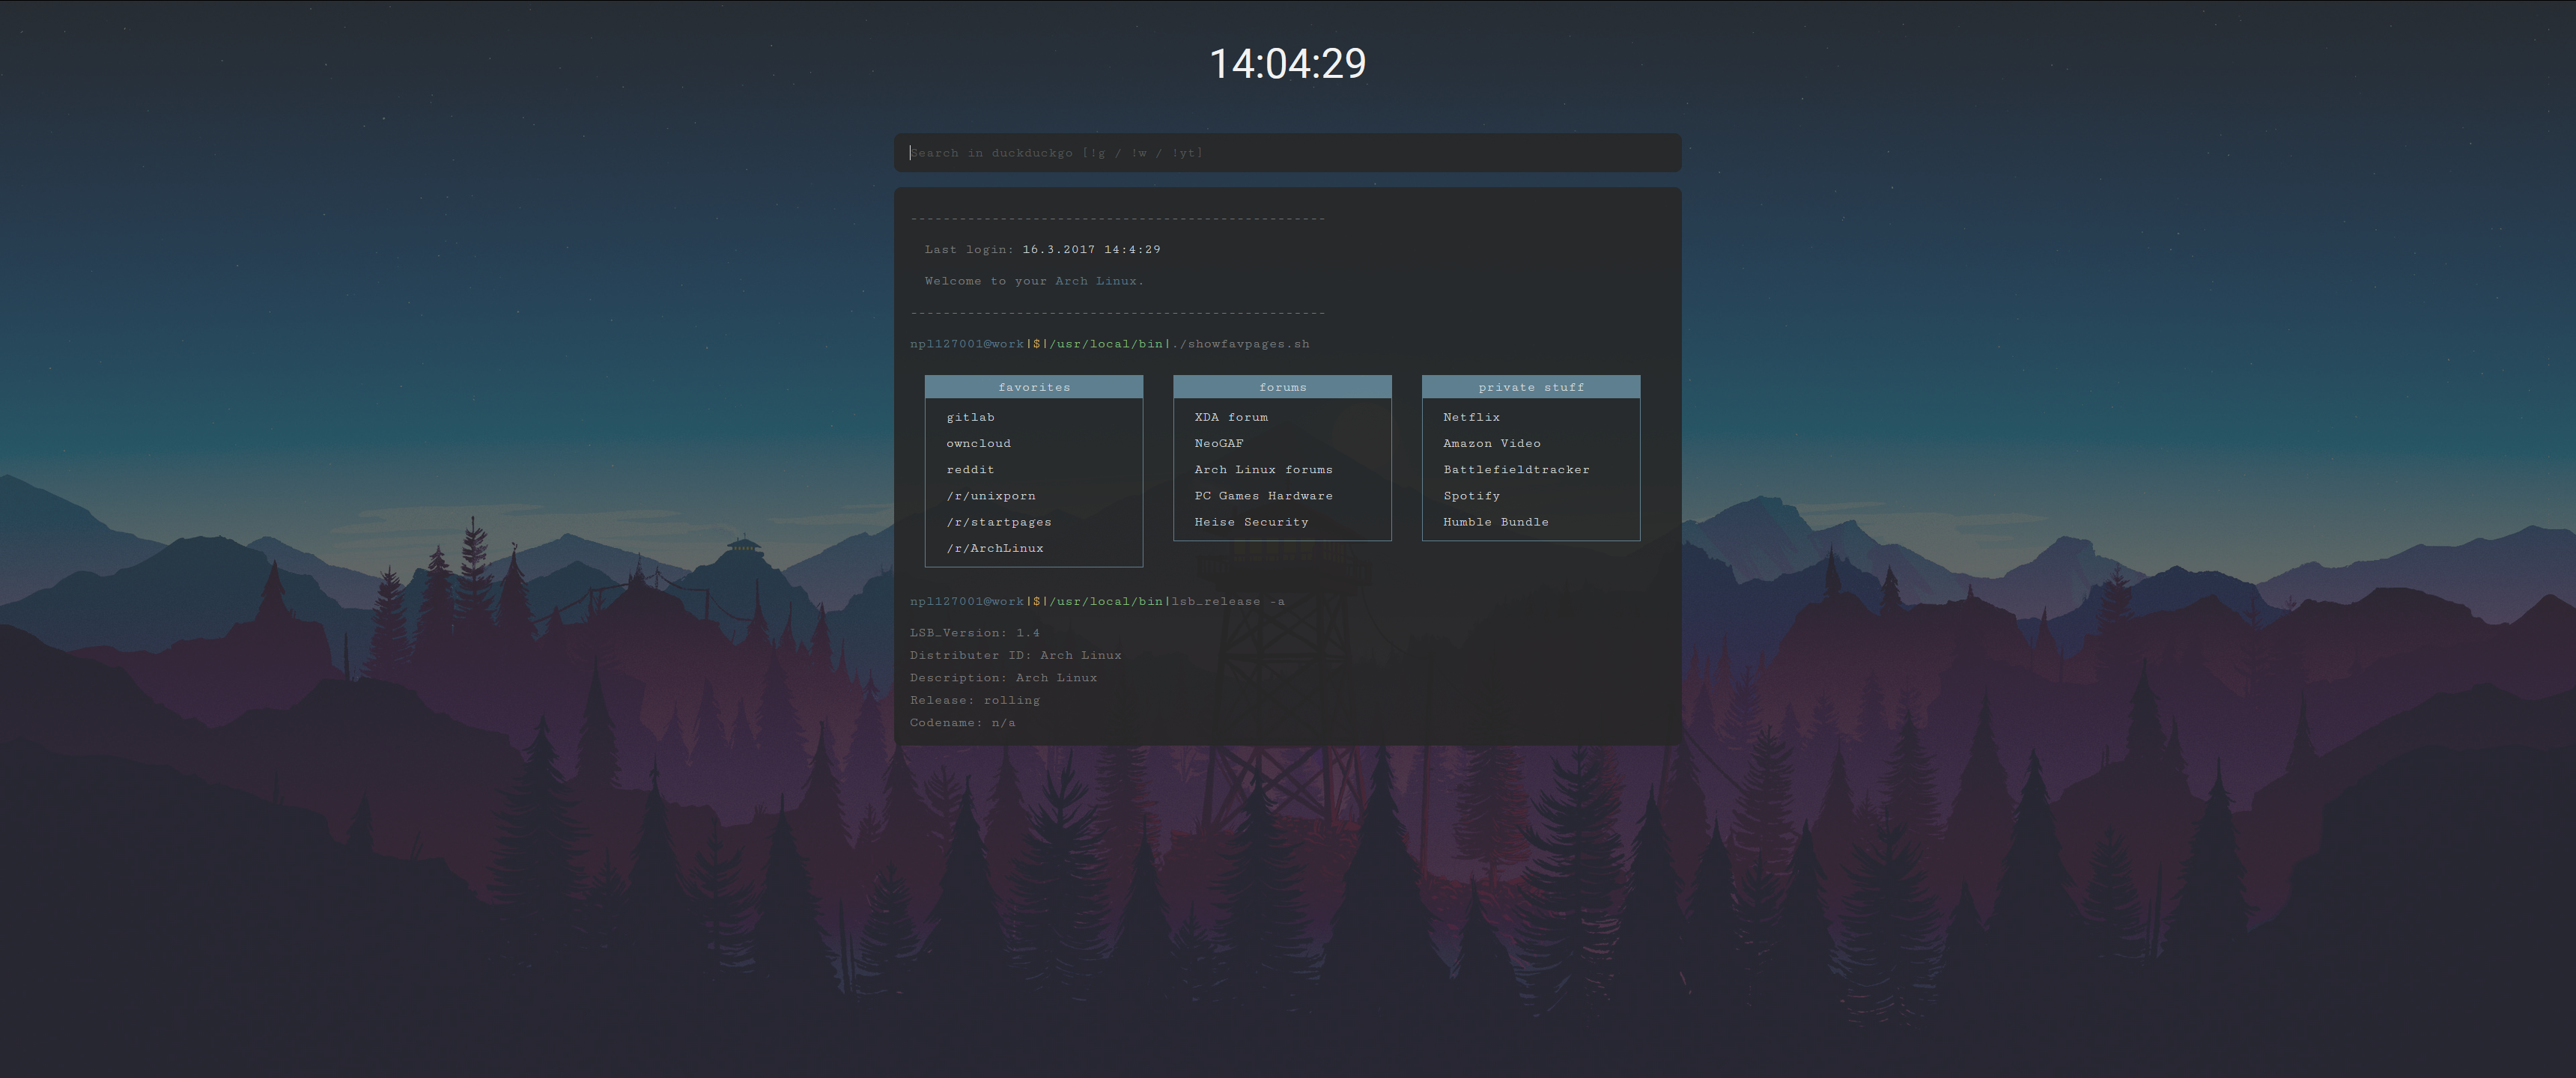 14:04:29
Search in duckduckgo [!g / !w / !yt]
---------------------------------------------------
Last login: 16.3.2017 14:4:29
Welcome to your Arch Linux.
---------------------------------------------------
npl127001@work|$|/usr/local/bin|./showfavpages.sh
favorites
gitlab
owncloud
reddit
/r/unixporn
/r/startpages
/r/ArchLinux
forums
XDA forum
NeoGAF
Arch Linux forums
PC Games Hardware
Heise Security
private stuff
Netflix
Amazon Video
Battlefieldtracker
Spotify
Humble Bundle
npl127001@work|$|/usr/local/bin|lsb_release -a
LSB_Version: 1.4
Distributer ID: Arch Linux
Description: Arch Linux
Release: rolling
Codename: n/a